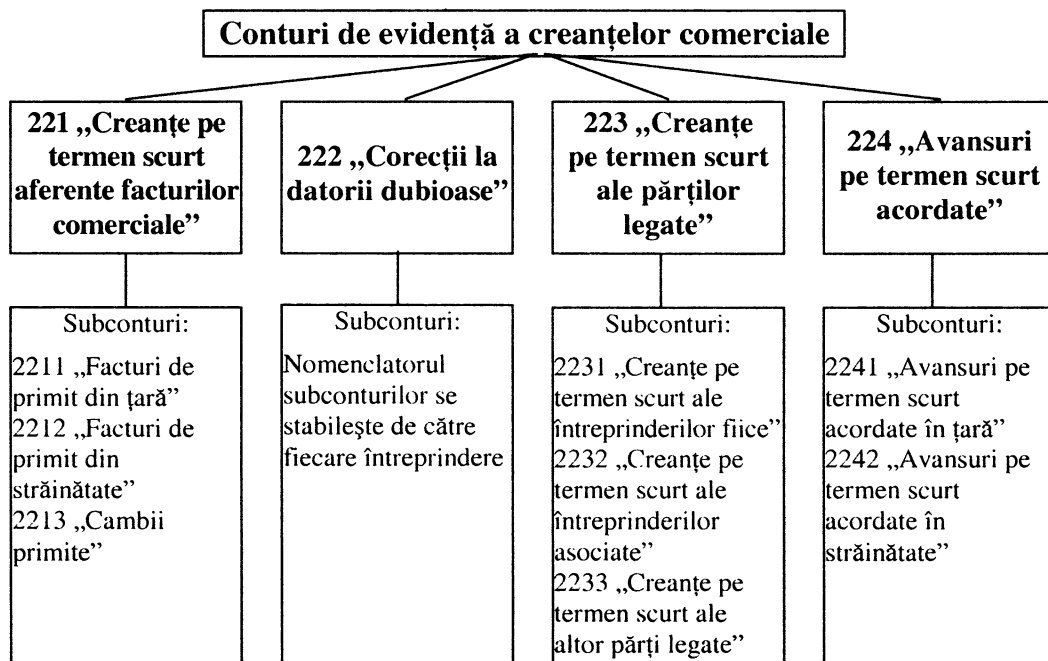 Conturi de evidență a creanțelor comerciale
221 „Creanțe pe
termen scurt
aferente facturilor
comerciale”
222 „Corecții la
datorii dubioase”
223 „Creanțe
pe termen scurt
ale părților
legate”
224 „Avansuri
pe termen scurt
acordate”
Subconturi:
2211 „Facturi de
primit din țară”
2212 „Facturi de
primit din
străinătate”
2213 „Cambii
primite”
Subconturi:
Nomenclatorul
subconturilor se
stabilește de către
fiecare întreprindere
Subconturi:
2231 „Creanțe pe
termen scurt ale
întreprinderilor fiice”
2232 „Creanțe pe
termen scurt ale
întreprinderilor
asociate”
2233 „Creanțe pe
termen scurt ale
altor părți legate”
Subconturi:
2241 „Avansuri pe
termen scurt
acordate în țară”
2242 „Avansuri pe
termen scurt
acordate în
străinătate”